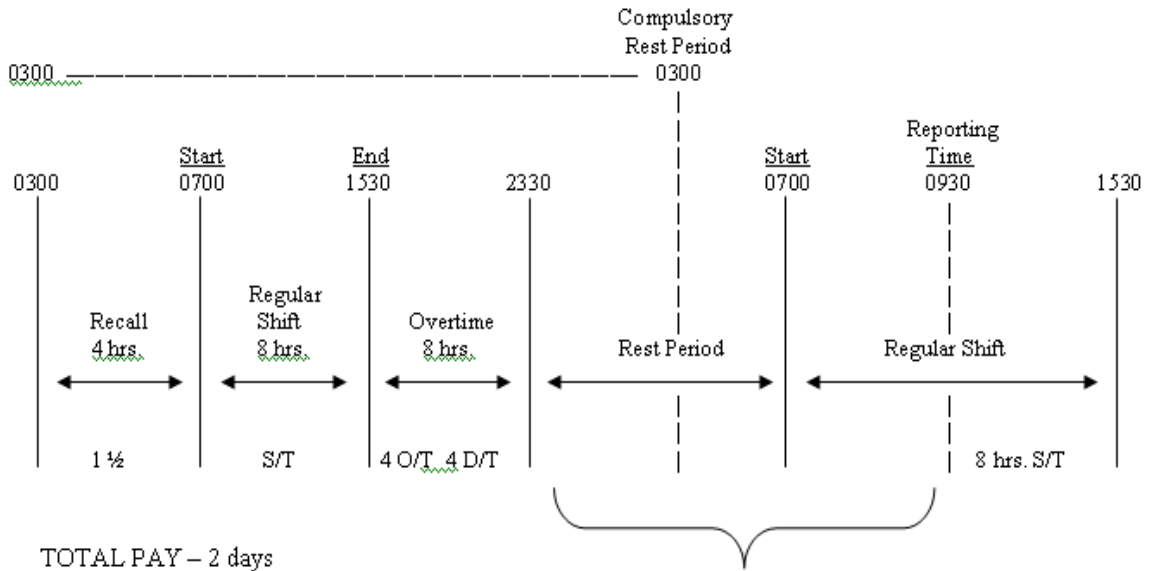 Compulsory
Rest Period
0300 0300
Reporting
Start End Start Time
0300 0700 1530 2330 0700 0930 1530
Regular
Recall Shift Overtime
4 hrs. 8 hrs. 8 hrs. Rest Period Regular Shift
1 ½ S/T 4 O/T 4 D/T 8 hrs. S/T
TOTAL PAY – 2 days